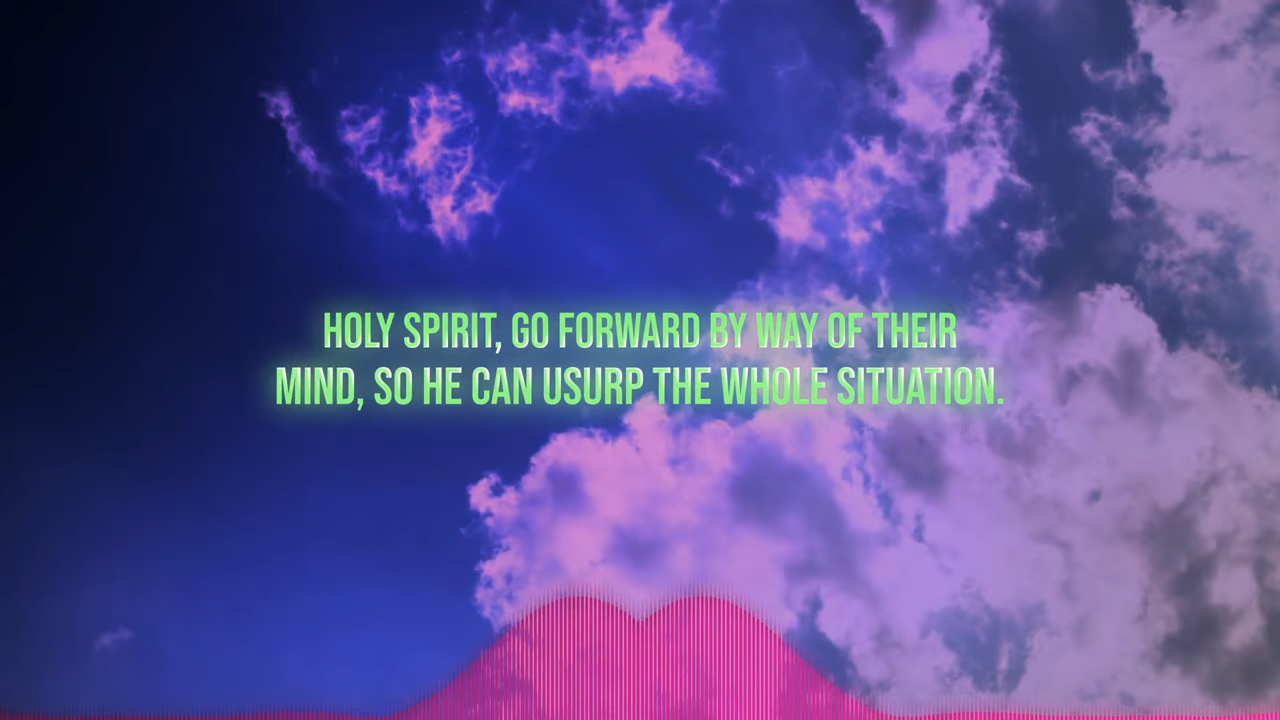 HOLY SPIRIT, GO FORWARD BY WAY OF THEIR
MIND, SO HE CAN USURP THE WHOLE SITUATION.